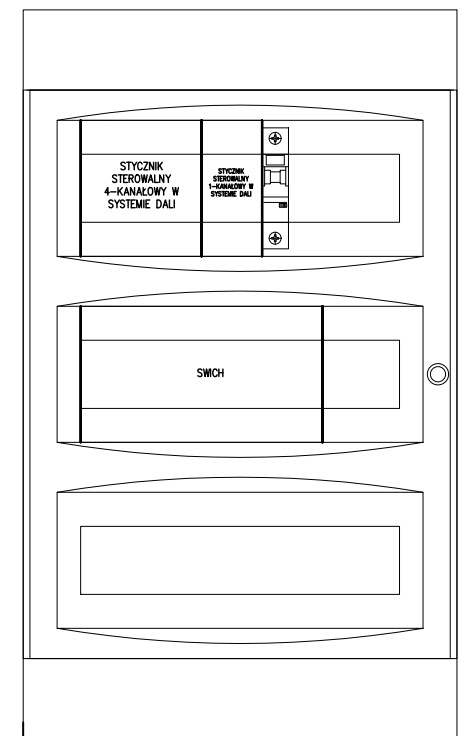 STYCZNIK
STEROWALNY
4-KANAŁOWY W
SYSTEMIE DALI
STYCZNIK
STEROWALNY
1-KANAŁOWY W
SYSTEMIE DALI
SWICH